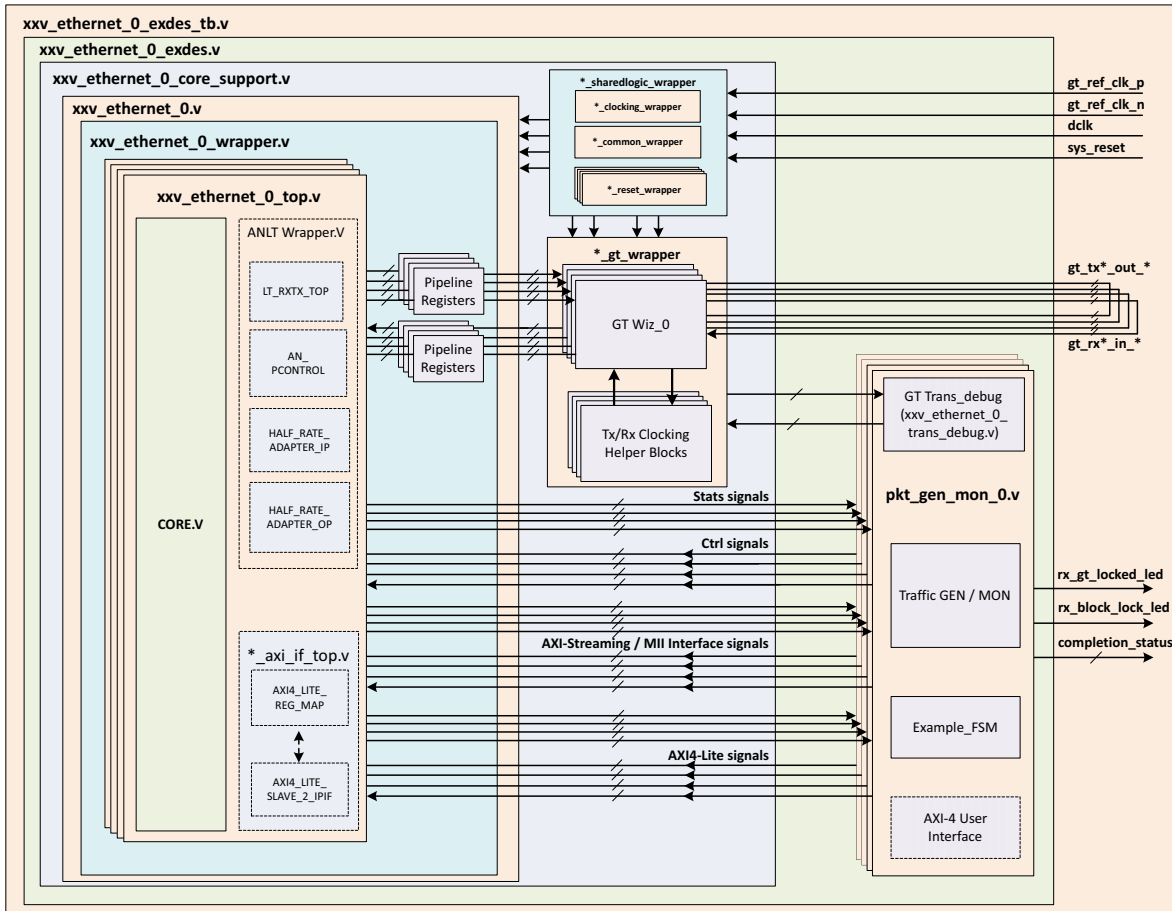 xxv_ethernet_0_exdes_tb.v
xxv_ethernet_0_exdes.v
xxv_ethernet_0_core_support.v
xxv_ethernet_0.v
xxv_ethernet_0_wrapper.v
xxv_ethernet_0_top.v
CORE.V
ANLT Wrapper.V
LT_RXTX_TOP
AN_
PCONTROL
HALF_RATE_
ADAPTER_IP
HALF_RATE_
ADAPTER_OP
*_axi_if_top.v
AXI4_LITE_
REG_MAP
AXI4_LITE_
SLAVE_2_IPIF
Pipeline
Registers
Pipeline
Registers
*_sharedlogic_wrapper
*_clocking_wrapper
*_common_wrapper
*_reset_wrapper
*_gt_wrapper
GT Wiz_0
Tx/Rx Clocking
Helper Blocks
Stats signals
Ctrl signals
AXI-Streaming / MII Interface signals
AXI4-Lite signals
gt_ref_clk_p
gt_ref_clk_n
dclk
sys_reset
gt_tx*_out_*
gt_rx*_in_*
GT Trans_debug
(xxv_ethernet_0_
trans_debug.v)
pkt_gen_mon_0.v
Traffic GEN / MON
Example_FSM
AXI-4 User
Interface
rx_gt_locked_led
rx_block_lock_led
completion_status